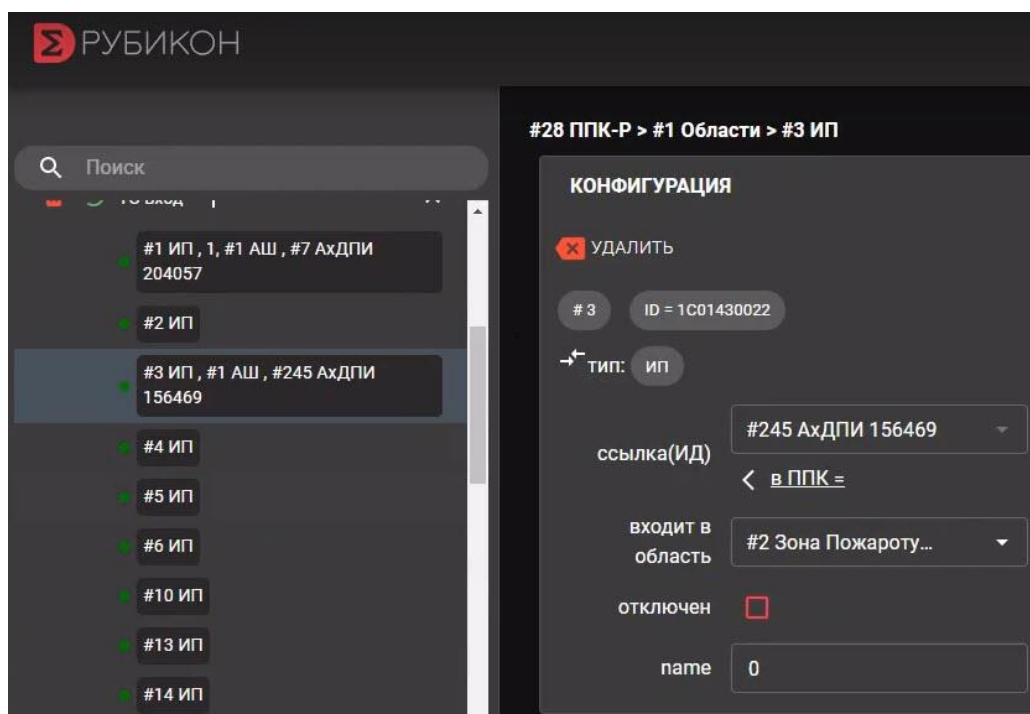 РУБИКОН
#28 ППК-Р > #1 Области > #3 ИП
Поиск
КОНФИГУРАЦИЯ
#1 ИП , 1, #1 АШ , #7 АхДПИ
204057
#2 ИП
#3 ИП , #1 АШ , #245 АхДПИ
156469
#4 ИП
#5 ИП
#6 ИП
#10 ИП
#13 ИП
#14 ИП
УДАЛИТЬ
# 3
ID = 1C01430022
тип: ип
ссылка(ИД)
#245 АхДПИ 156469
в ППК =
входит в
область
#2 Зона Пожароту...
отключен
name
0